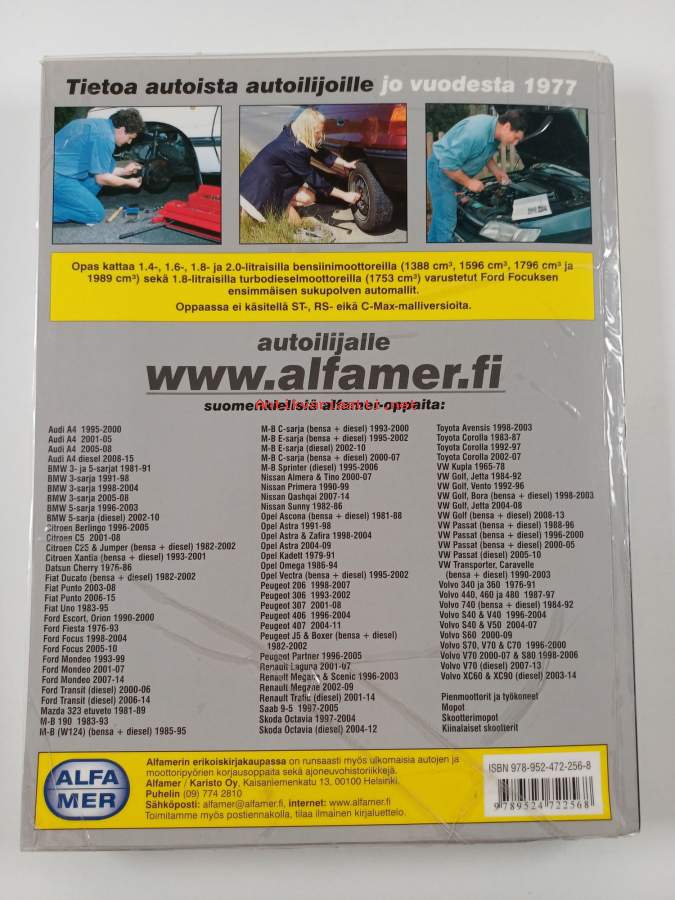 Tietoa autoista autoilijoille jo vuodesta 1977
Opas kattaa 1.4-, 1.6-, 1.8- ja 2.0-litraisilla bensiinimoottoreilla (1388 cm³, 1596 cm³, 1796 cm³ ja
1989 cm³) sekä 1.8-litraisilla turbodieselmoottoreilla (1753 cm³) varustetut Ford Focuksen
ensimmäisen sukupolven automallit.
Oppaassa ei käsitellä ST-, RS- eikä C-Max-malliversioita.
autoilijalle
www.alfamer.fi
suomenkielisiä alfamer-oppaita:
Audi A4 1995-2000
Audi A4 2001-05
Audi A4 2005-08
Audi A4 diesel 2008-15
BMW 3- ja 5-sarjat 1981-91
BMW 3-sarja 1991-98
BMW 3-sarja 1998-2004
BMW 3-sarja 2005-08
BMW 5-sarja 1996-2003
BMW 5-sarja (diesel) 2002-10
Citroen Berlingo 1996-2005
Citroen C5 2001-08
Citroen C25 & Jumper (bensa + diesel) 1982-2002
Citroen Xantia (bensa + diesel) 1993-2001
Datsun Cherry 1976-86
Fiat Ducato (bensa + diesel) 1982-2002
Fiat Punto 2003-08
Fiat Punto 2006-15
Fiat Uno 1983-95
Ford Escort, Orion 1990-2000
Ford Fiesta 1976-93
Ford Focus 1998-2004
Ford Focus 2005-10
Ford Mondeo 1993-99
Ford Mondeo 2001-07
Ford Mondeo 2007-14
Ford Transit (diesel) 2000-06
Ford Transit (diesel) 2006-14
Mazda 323 etuveto 1981-89
M-B 190 1983-93
M-B (W124) (bensa + diesel) 1985-95
M-B C-sarja (bensa + diesel) 1993-2000
M-B E-sarja (bensa + diesel) 1995-2002
M-B E-sarja (diesel) 2002-10
M-B C-sarja (bensa + diesel) 2000-07
M-B Sprinter (diesel) 1995-2006
Nissan Almera & Tino 2000-07
Nissan Primera 1990-99
Nissan Qashqai 2007-14
Nissan Sunny 1982-86
Opel Ascona (bensa + diesel) 1981-88
Opel Astra 1991-98
Opel Astra & Zafira 1998-2004
Opel Astra 2004-09
Opel Kadett 1979-91
Opel Omega 1986-94
Opel Vectra (bensa + diesel) 1995-2002
Peugeot 206 1998-2007
Peugeot 306 1993-2002
Peugeot 307 2001-08
Peugeot 406 1996-2004
Peugeot 407 2004-11
Peugeot J5 & Boxer (bensa + diesel)
1982-2002
Peugeot Partner 1996-2005
Renault Laguna 2001-07
Renault Megane & Scenic 1996-2003
Renault Megane 2002-09
Renault Trafic (diesel) 2001-14
Saab 9-5 1997-2005
Skoda Octavia 1997-2004
Skoda Octavia (diesel) 2004-12
Toyota Avensis 1998-2003
Toyota Corolla 1983-87
Toyota Corolla 1992-97
Toyota Corolla 2002-07
VW Kupla 1965-78
VW Golf, Jetta 1984-92
VW Golf, Vento 1992-96
VW Golf, Bora (bensa + diesel) 1998-2003
VW Golf, Jetta 2004-08
VW Golf (bensa + diesel) 2008-13
VW Passat (bensa + diesel) 1988-96
VW Passat (bensa + diesel) 1996-2000
VW Passat (bensa + diesel) 2000-05
VW Passat (diesel) 2005-10
VW Transporter, Caravelle
(bensa + diesel) 1990-2003
Volvo 340 ja 360 1976-91
Volvo 440, 460 ja 480 1987-97
Volvo 740 (bensa + diesel) 1984-92
Volvo S40 & V40 1996-2004
Volvo S40 & V50 2004-07
Volvo S60 2000-09
Volvo S70, V70 & C70 1996-2000
Volvo V70 2000-07 & S80 1998-2006
Volvo V70 (diesel) 2007-13
Volvo XC60 & XC90 (diesel) 2003-14
Pienmoottorit ja työkoneet
Mopot
Skootterimopot
Kiinalaiset skootterit
ALFA
MER
Alfamerin erikoiskirjakaupassa on runsaasti myös ulkomaisia autojen ja
moottoripyörien korjausoppaita sekä ajoneuvohistoriikkejä.
Alfamer / Karisto Oy, Kaisaniemenkatu 13, 00100 Helsinki.
Puhelin (09) 774 2810
Sähköposti: alfamer@alfamer.fi, internet: www.alfamer.fi
Toimitamme myös postiennakolla, tilaa ilmainen kirjaluettelo.
ISBN 978-952-472-256-8
9789524722568